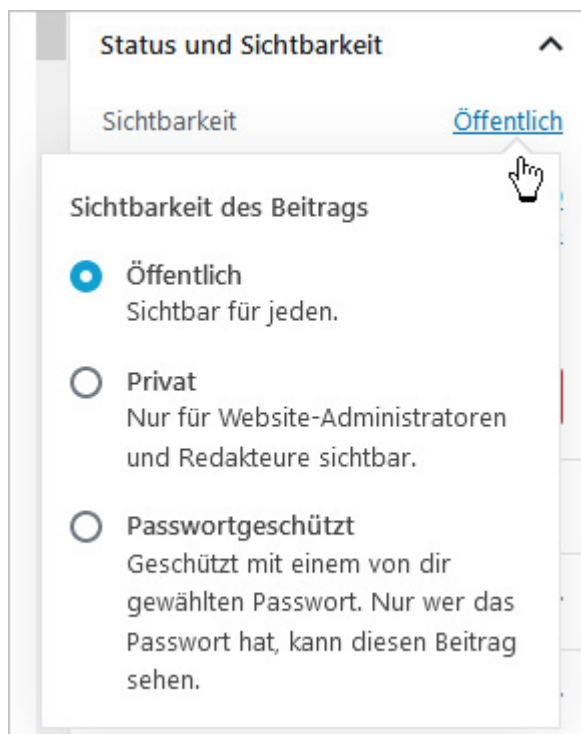 Status und Sichtbarkeit
Sichtbarkeit Öffentlich
Sichtbarkeit des Beitrags
Öffentlich
Sichtbar für jeden.
Privat
Nur für Website-Administratoren
und Redakteure sichtbar.
Passwortgeschützt
Geschützt mit einem von dir
gewählten Passwort. Nur wer das
Passwort hat, kann diesen Beitrag
sehen.